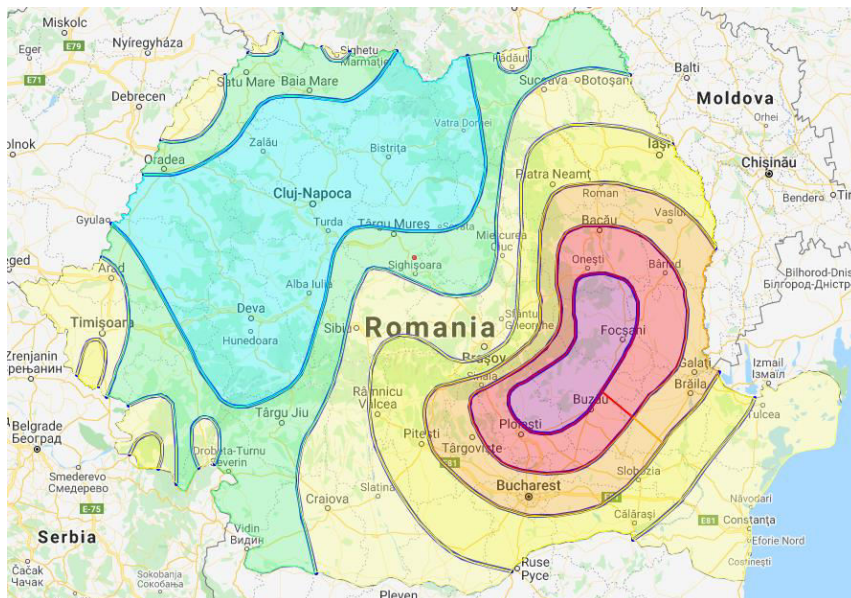 Miskolc
Nyíregyháza
Eger
E79
Sighetu
Marmației
Rădăuți
E71
Satu Mare
Baia Mare
Suceava
Botoșani
Balti
Debrecen
Moldova
Orhei
Vatra Dornei
Zalău
Bistrița
Iași
Oradea
Chișinău
Piatra Neamț
Cluj-Napoca
Roman
Bender
Gyula
Turda
Târgu Mureș
Bacău
Vaslui
Miercurea
Ciuc
Sighișoara
Onești
Bârlad
Arad
Alba Iulia
Bilhorod-Dnis
Білгород-Дністр
Deva
Timișoara
Hunedoara
Sibiu
Romania
Sfântu
Gheorghe
Focșani
Brașov
Zrenjanin
Galați
Izmail
Ізмаїл
Sinaia
Râmnicu
Vâlcea
Brăila
Târgu Jiu
Buzău
Tulcea
Ploiești
Pitești
Târgoviște
Belgrade
Београд
Drobeta-Turnu
Severin
E81
Smederevo
Смедерево
Slobozia
Slatina
Bucharest
Craiova
Năvodari
E-75
Călărași
E81
Constanța
Vidin
Видин
Eforie Nord
Serbia
Costinești
Ruse
Русе
Čačak
Чачак
Sokobanja
Сокобања
Pleven